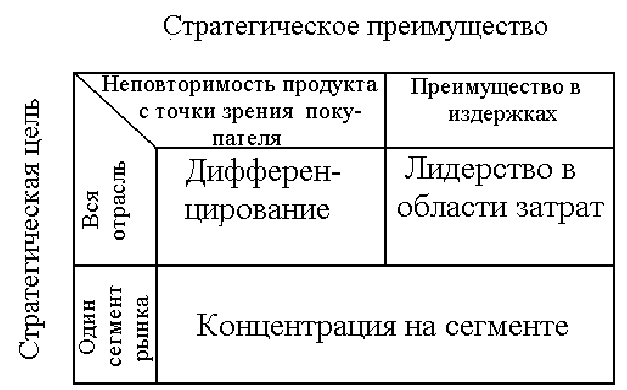 Стратегическое преимущество
Стратегическая цель
Неповторимость продукта
с точки зрения поку-
пателя
Преимущество в
издержках
Вся
отрасль
Дифферен-
цирование
Лидерство в
области затрат
Один
сегмент
рынка
Концентрация на сегменте